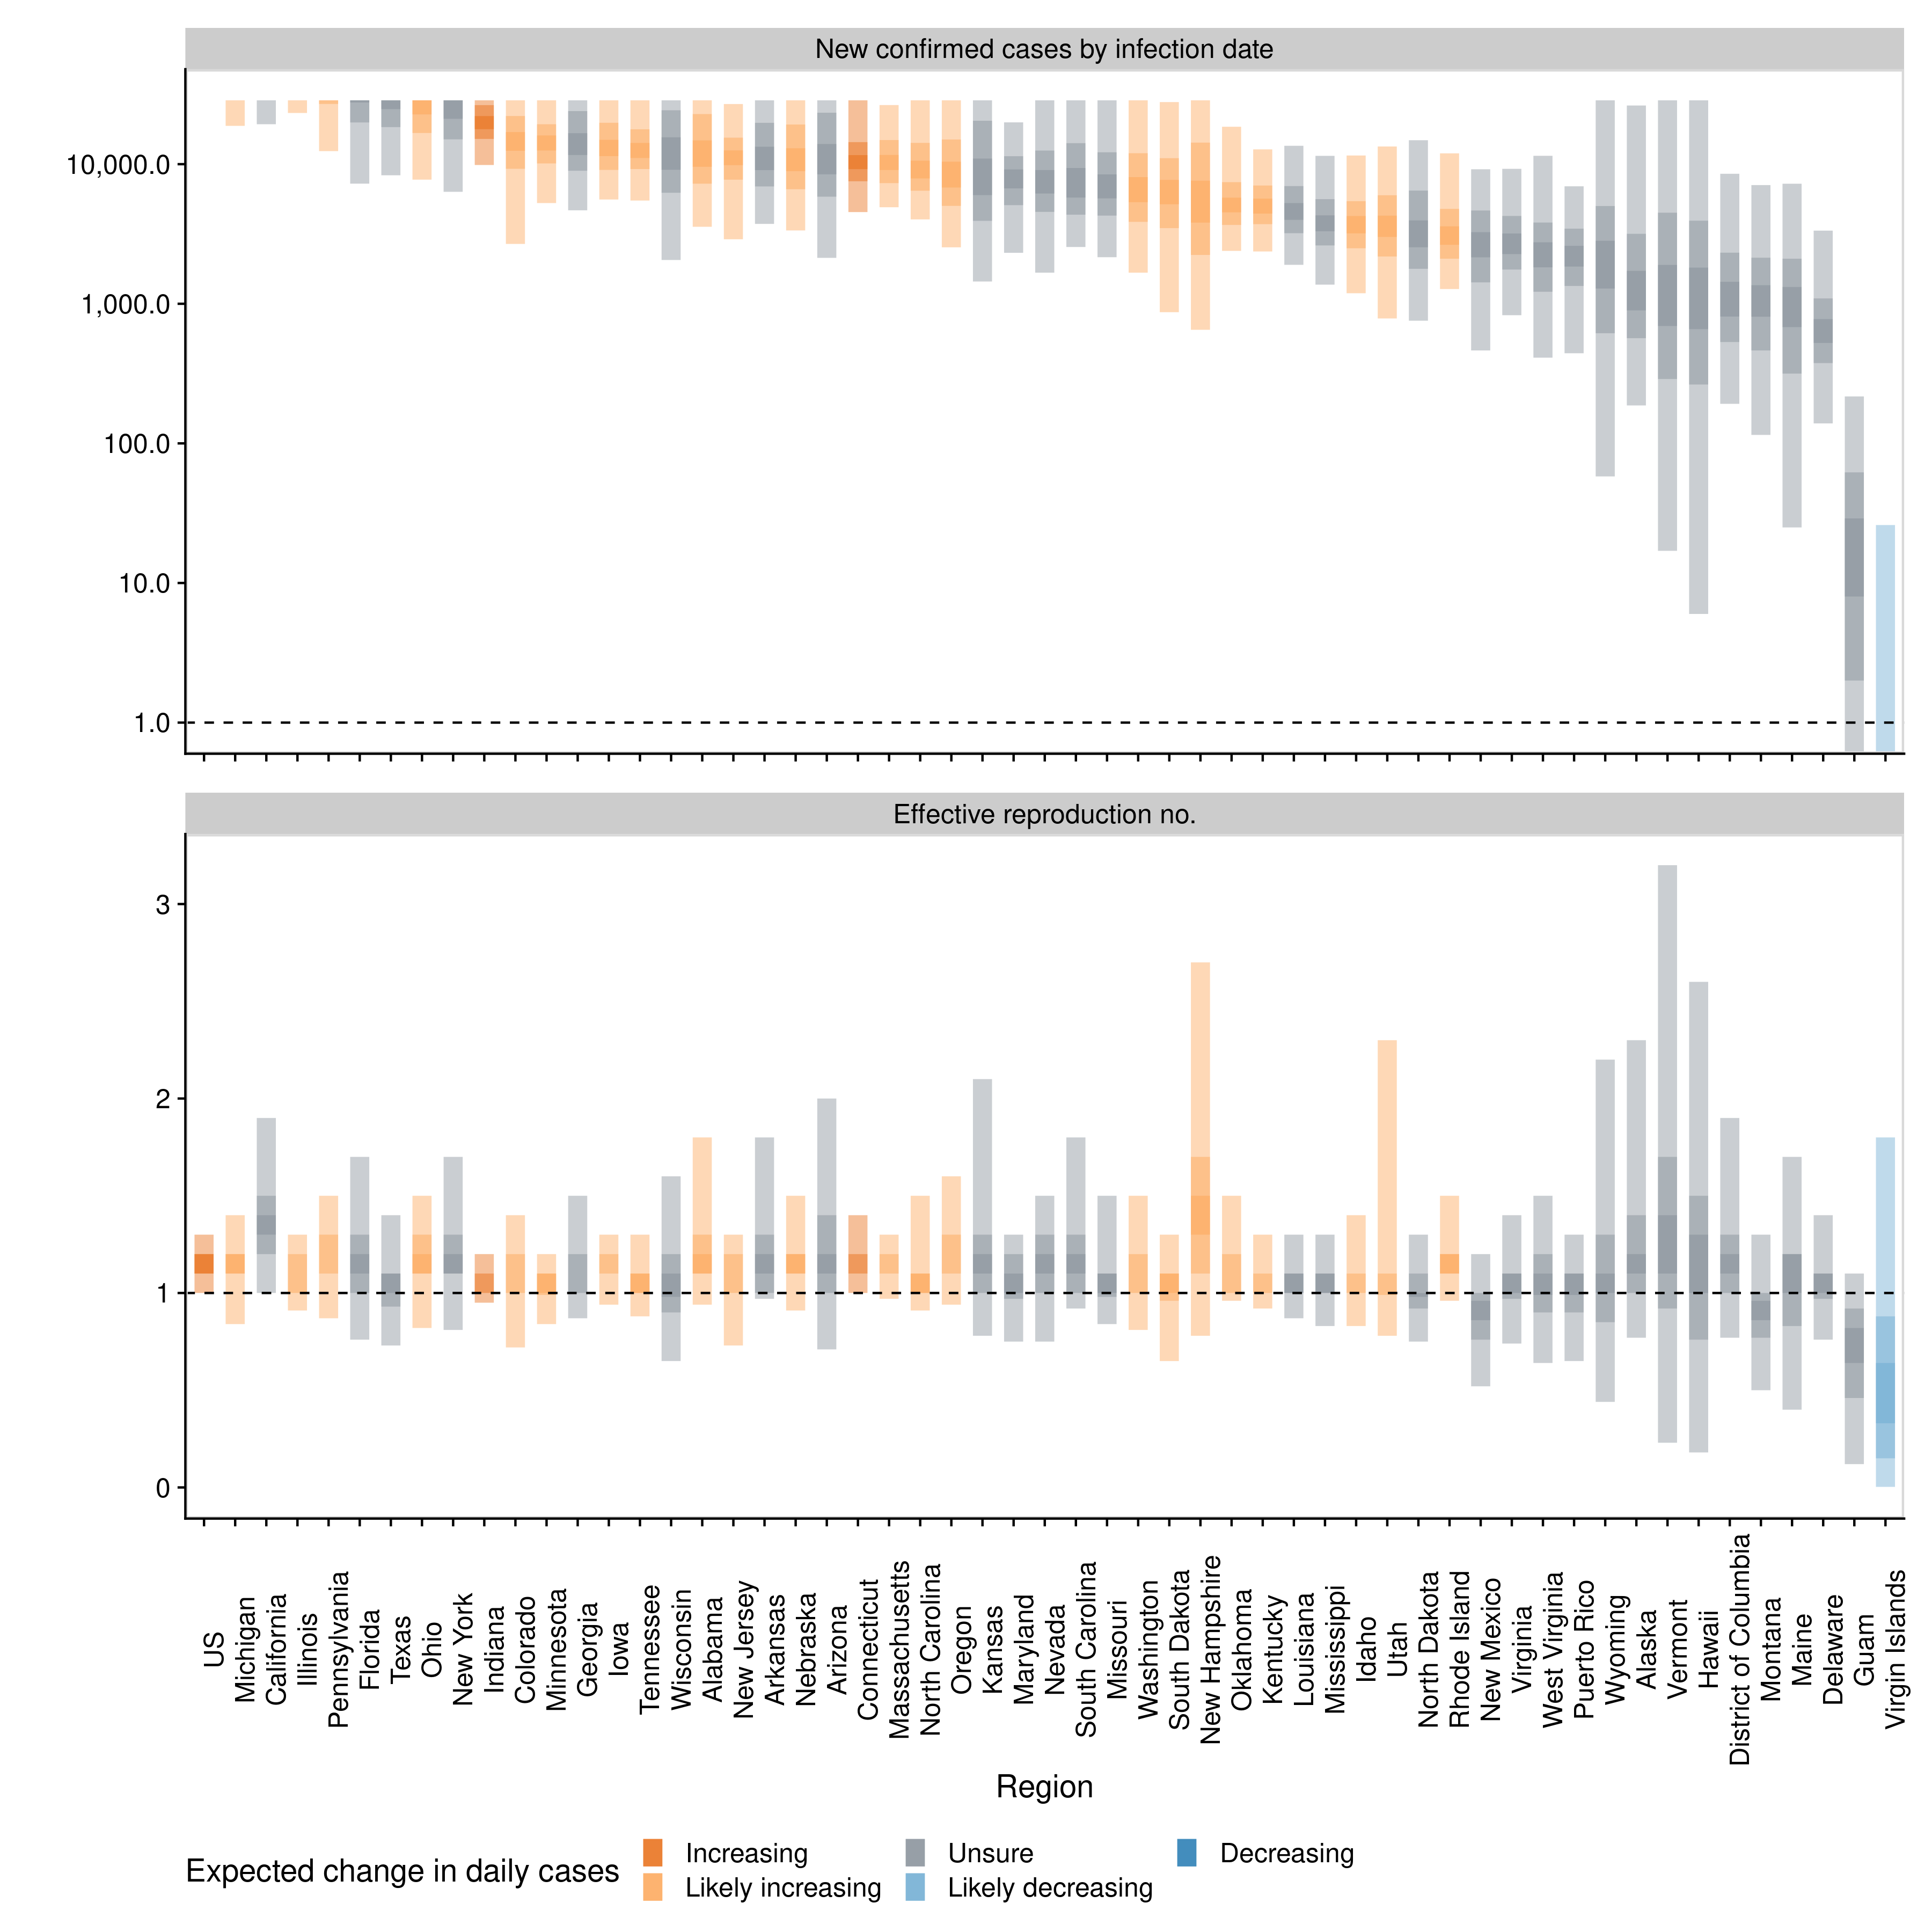 New confirmed cases by infection date
10,000.0
1,000.0
100.0
10.0
1.0
Effective reproduction no.
3
2
1
0
US
Michigan
California
Illinois
Pennsylvania
Florida
Texas
Ohio
New York
Indiana
Colorado
Minnesota
Georgia
Iowa
Tennessee
Wisconsin
Alabama
New Jersey
Arkansas
Nebraska
Arizona
Connecticut
Massachusetts
North Carolina
Oregon
Kansas
Maryland
Nevada
South Carolina
Missouri
Washington
South Dakota
New Hampshire
Oklahoma
Kentucky
Louisiana
Mississippi
Idaho
Utah
North Dakota
Rhode Island
New Mexico
Virginia
West Virginia
Puerto Rico
Wyoming
Alaska
Vermont
Hawaii
District of Columbia
Montana
Maine
Delaware
Guam
Virgin Islands
Region
Expected change in daily cases
Increasing
Likely increasing
Unsure
Likely decreasing
Decreasing